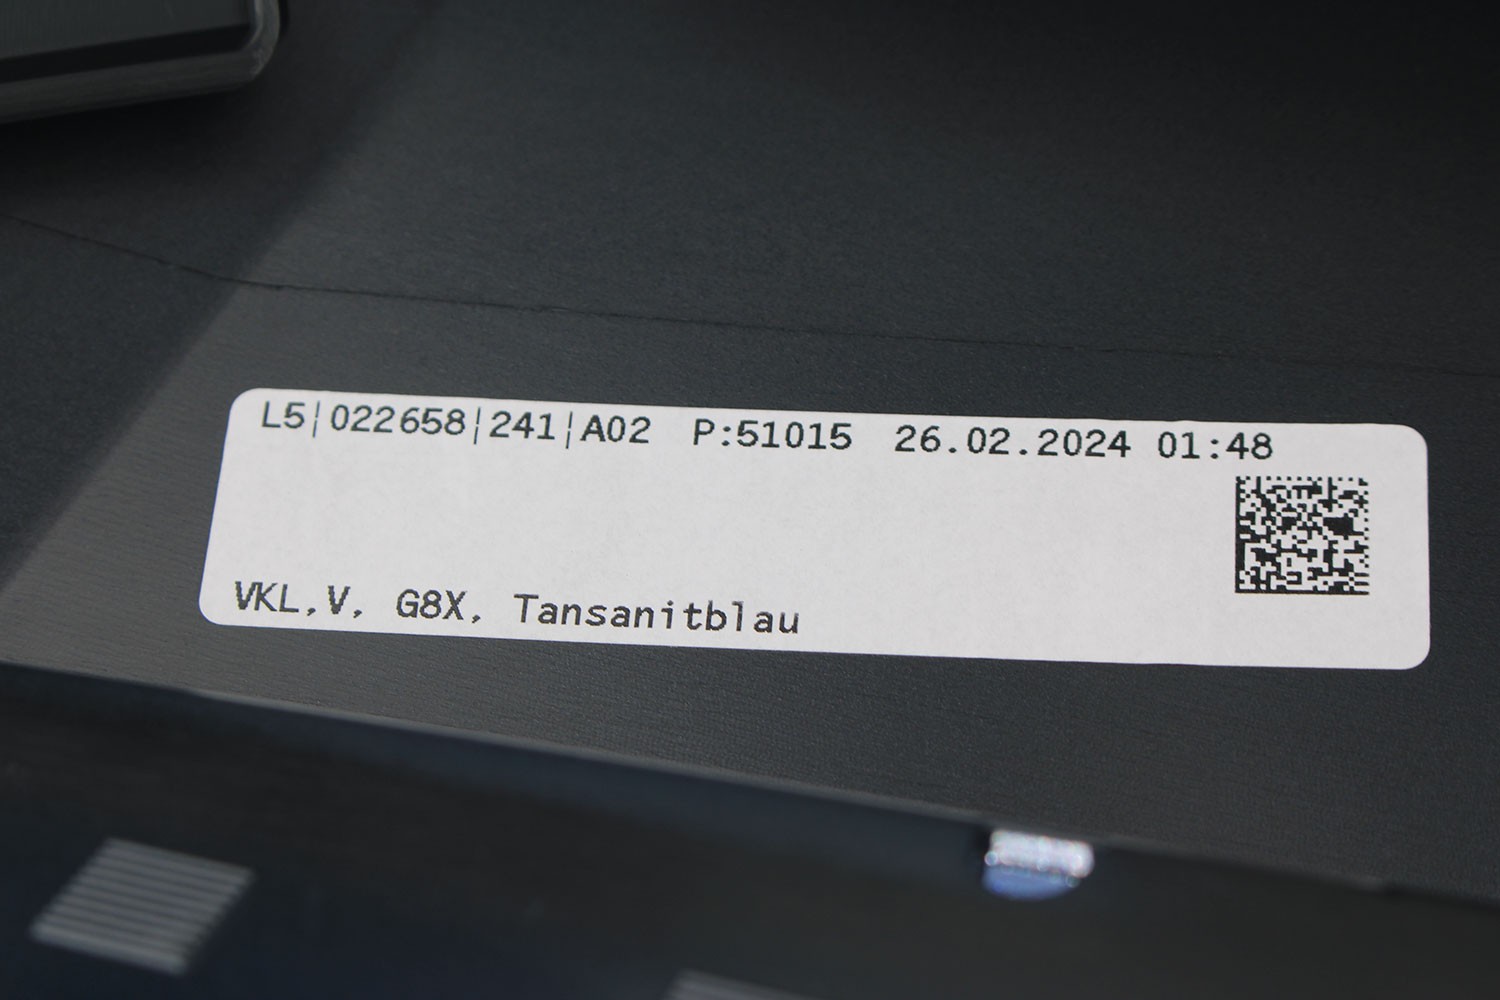 L5|022658|241|A02 P:51015 26.02.2024 01:48
VKL,V, G8X, Tansanitblau